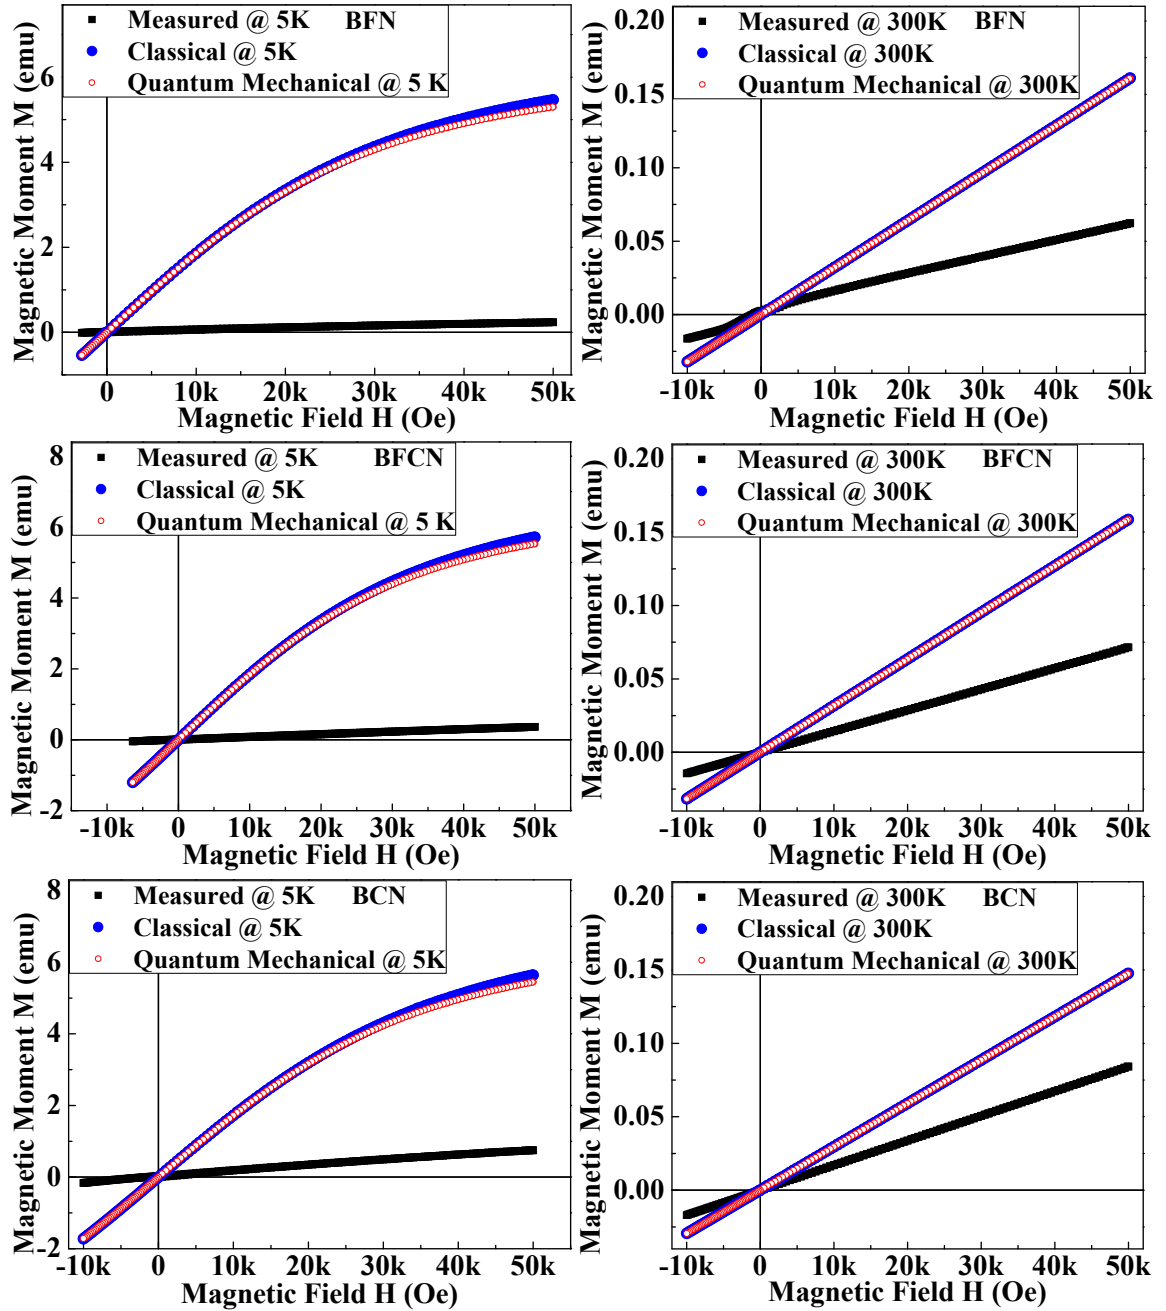 Measured @ 5K BFN
Classical @ 5K
Quantum Mechanical @ 5 K
Magnetic Moment M (emu)
6
4
2
0
0 10k 20k 30k 40k 50k
Magnetic Field H (Oe)
Measured @ 300K BFN
Classical @ 300K
Quantum Mechanical @ 300K
Magnetic Moment M (emu)
0.20
0.15
0.10
0.05
0.00
-10k 0 10k 20k 30k 40k 50k
Magnetic Field H (Oe)
Measured @ 5K BFCN
Classical @ 5K
Quantum Mechanical @ 5 K
Magnetic Moment M (emu)
8
6
4
2
0
-2
-10k 0 10k 20k 30k 40k 50k
Magnetic Field H (Oe)
Measured @ 300K BFCN
Classical @ 300K
Quantum Mechanical @ 300K
Magnetic Moment M (emu)
0.20
0.15
0.10
0.05
0.00
-10k 0 10k 20k 30k 40k 50k
Magnetic Field H (Oe)
Measured @ 5K BCN
Classical @ 5K
Quantum Mechanical @ 5K
Magnetic Moment M (emu)
8
6
4
2
0
-2
-10k 0 10k 20k 30k 40k 50k
Magnetic Field H (Oe)
Measured @ 300K BCN
Classical @ 300K
Quantum Mechanical @ 300K
Magnetic Moment M (emu)
0.20
0.15
0.10
0.05
0.00
-10k 0 10k 20k 30k 40k 50k
Magnetic Field H (Oe)